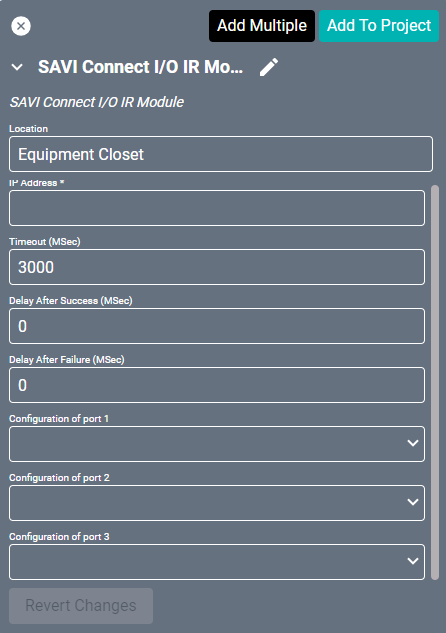 Add Multiple
Add To Project
SAVI Connect I/O IR Mo...
SAVI Connect I/O IR Module
Location
Equipment Closet
IP Address *
Timeout (MSec)
3000
Delay After Success (MSec)
0
Delay After Failure (MSec)
0
Configuration of port 1
Configuration of port 2
Configuration of port 3
Revert Changes